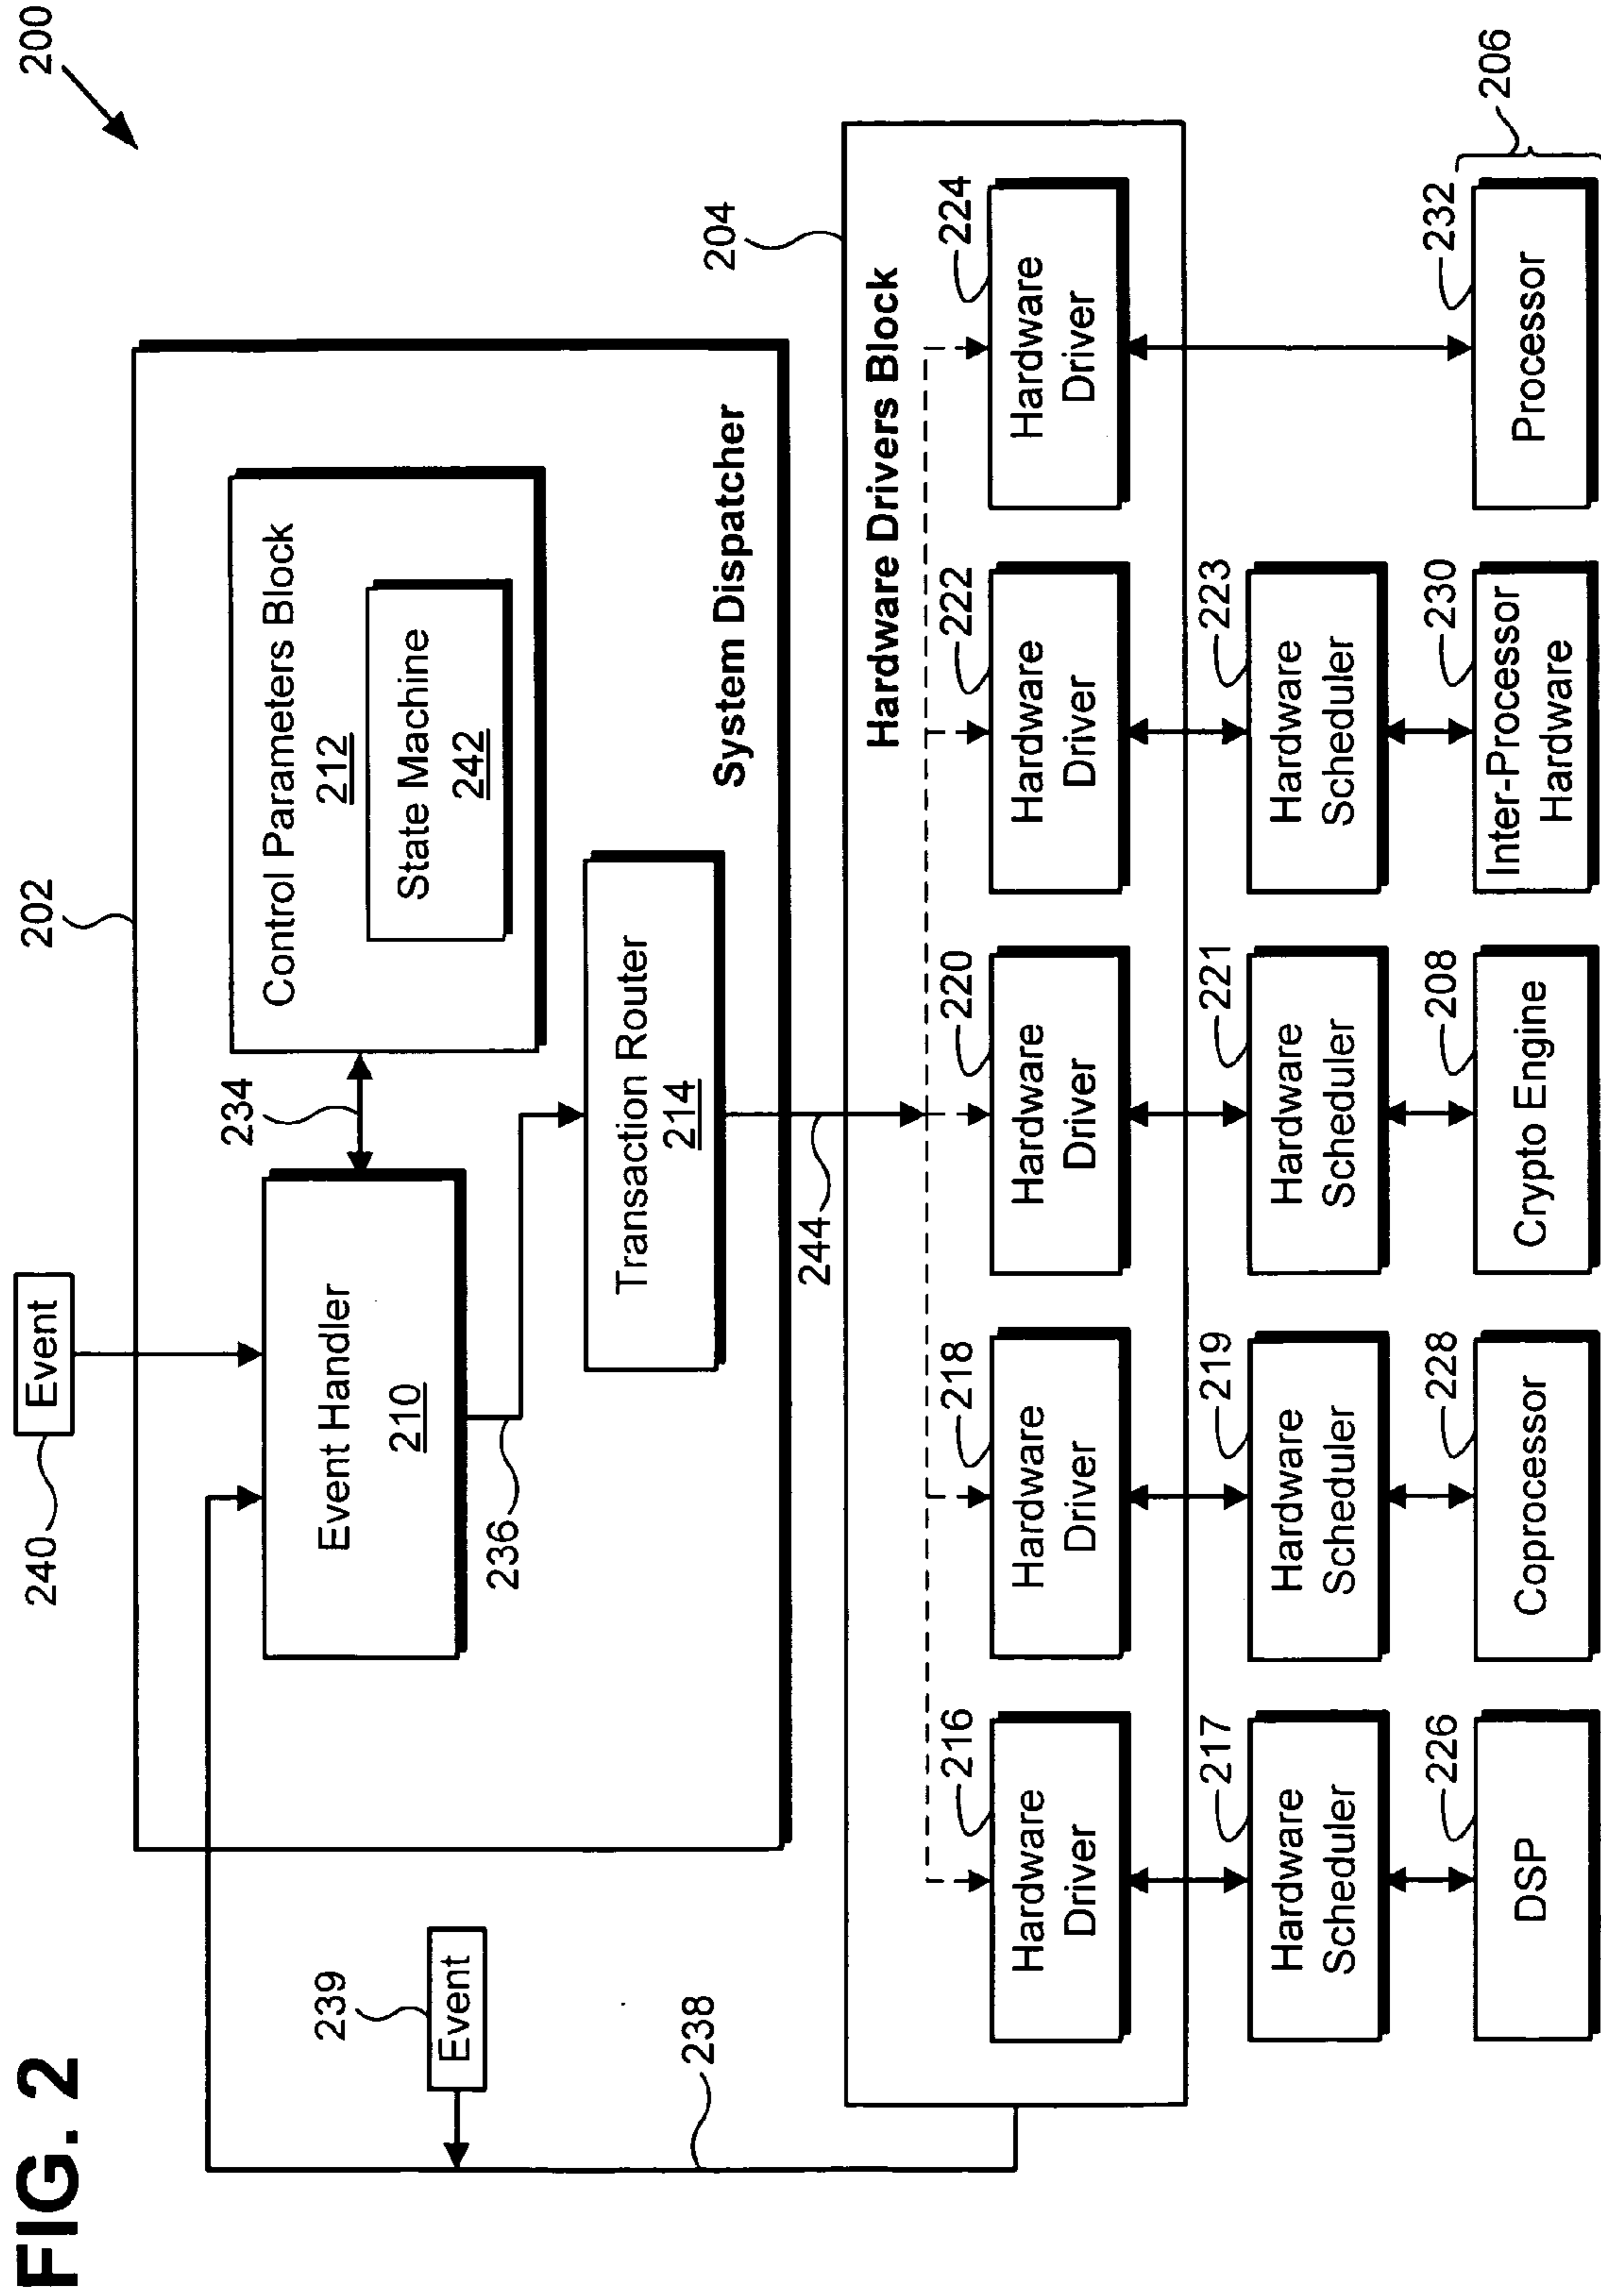 FIG. 2
200
240
Event
202
Event Handler
210
234
Control Parameters Block
212
State Machine
242
239
Event
236
Transaction Router
214
System Dispatcher
238
244
204
Hardware Drivers Block
216
218
220
222
224
Hardware
Driver
Hardware
Driver
Hardware
Driver
Hardware
Driver
Hardware
Driver
217
219
221
223
Hardware
Scheduler
Hardware
Scheduler
Hardware
Scheduler
Hardware
Scheduler
226
228
208
230
232
206
DSP
Coprocessor
Crypto Engine
Inter-Processor
Hardware
Processor